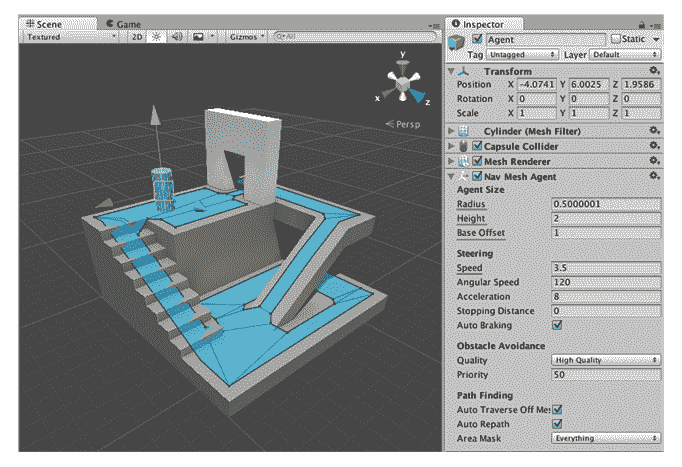 Scene
Game
Textured
2D
Gizmos
All
y
x
z
Persp
Inspector
Agent
Static
Tag Untagged Layer Default
Transform
Position X -4.0741 Y 6.0025 Z 1.9586
Rotation X 0 Y 0 Z 0
Scale X 1 Y 1 Z 1
Cylinder (Mesh Filter)
Capsule Collider
Mesh Renderer
Nav Mesh Agent
Agent Size
Radius 0.5000001
Height 2
Base Offset 1
Steering
Speed 3.5
Angular Speed 120
Acceleration 8
Stopping Distance 0
Auto Braking
Obstacle Avoidance
Quality High Quality
Priority 50
Path Finding
Auto Traverse Off Mes
Auto Repath
Area Mask Everything